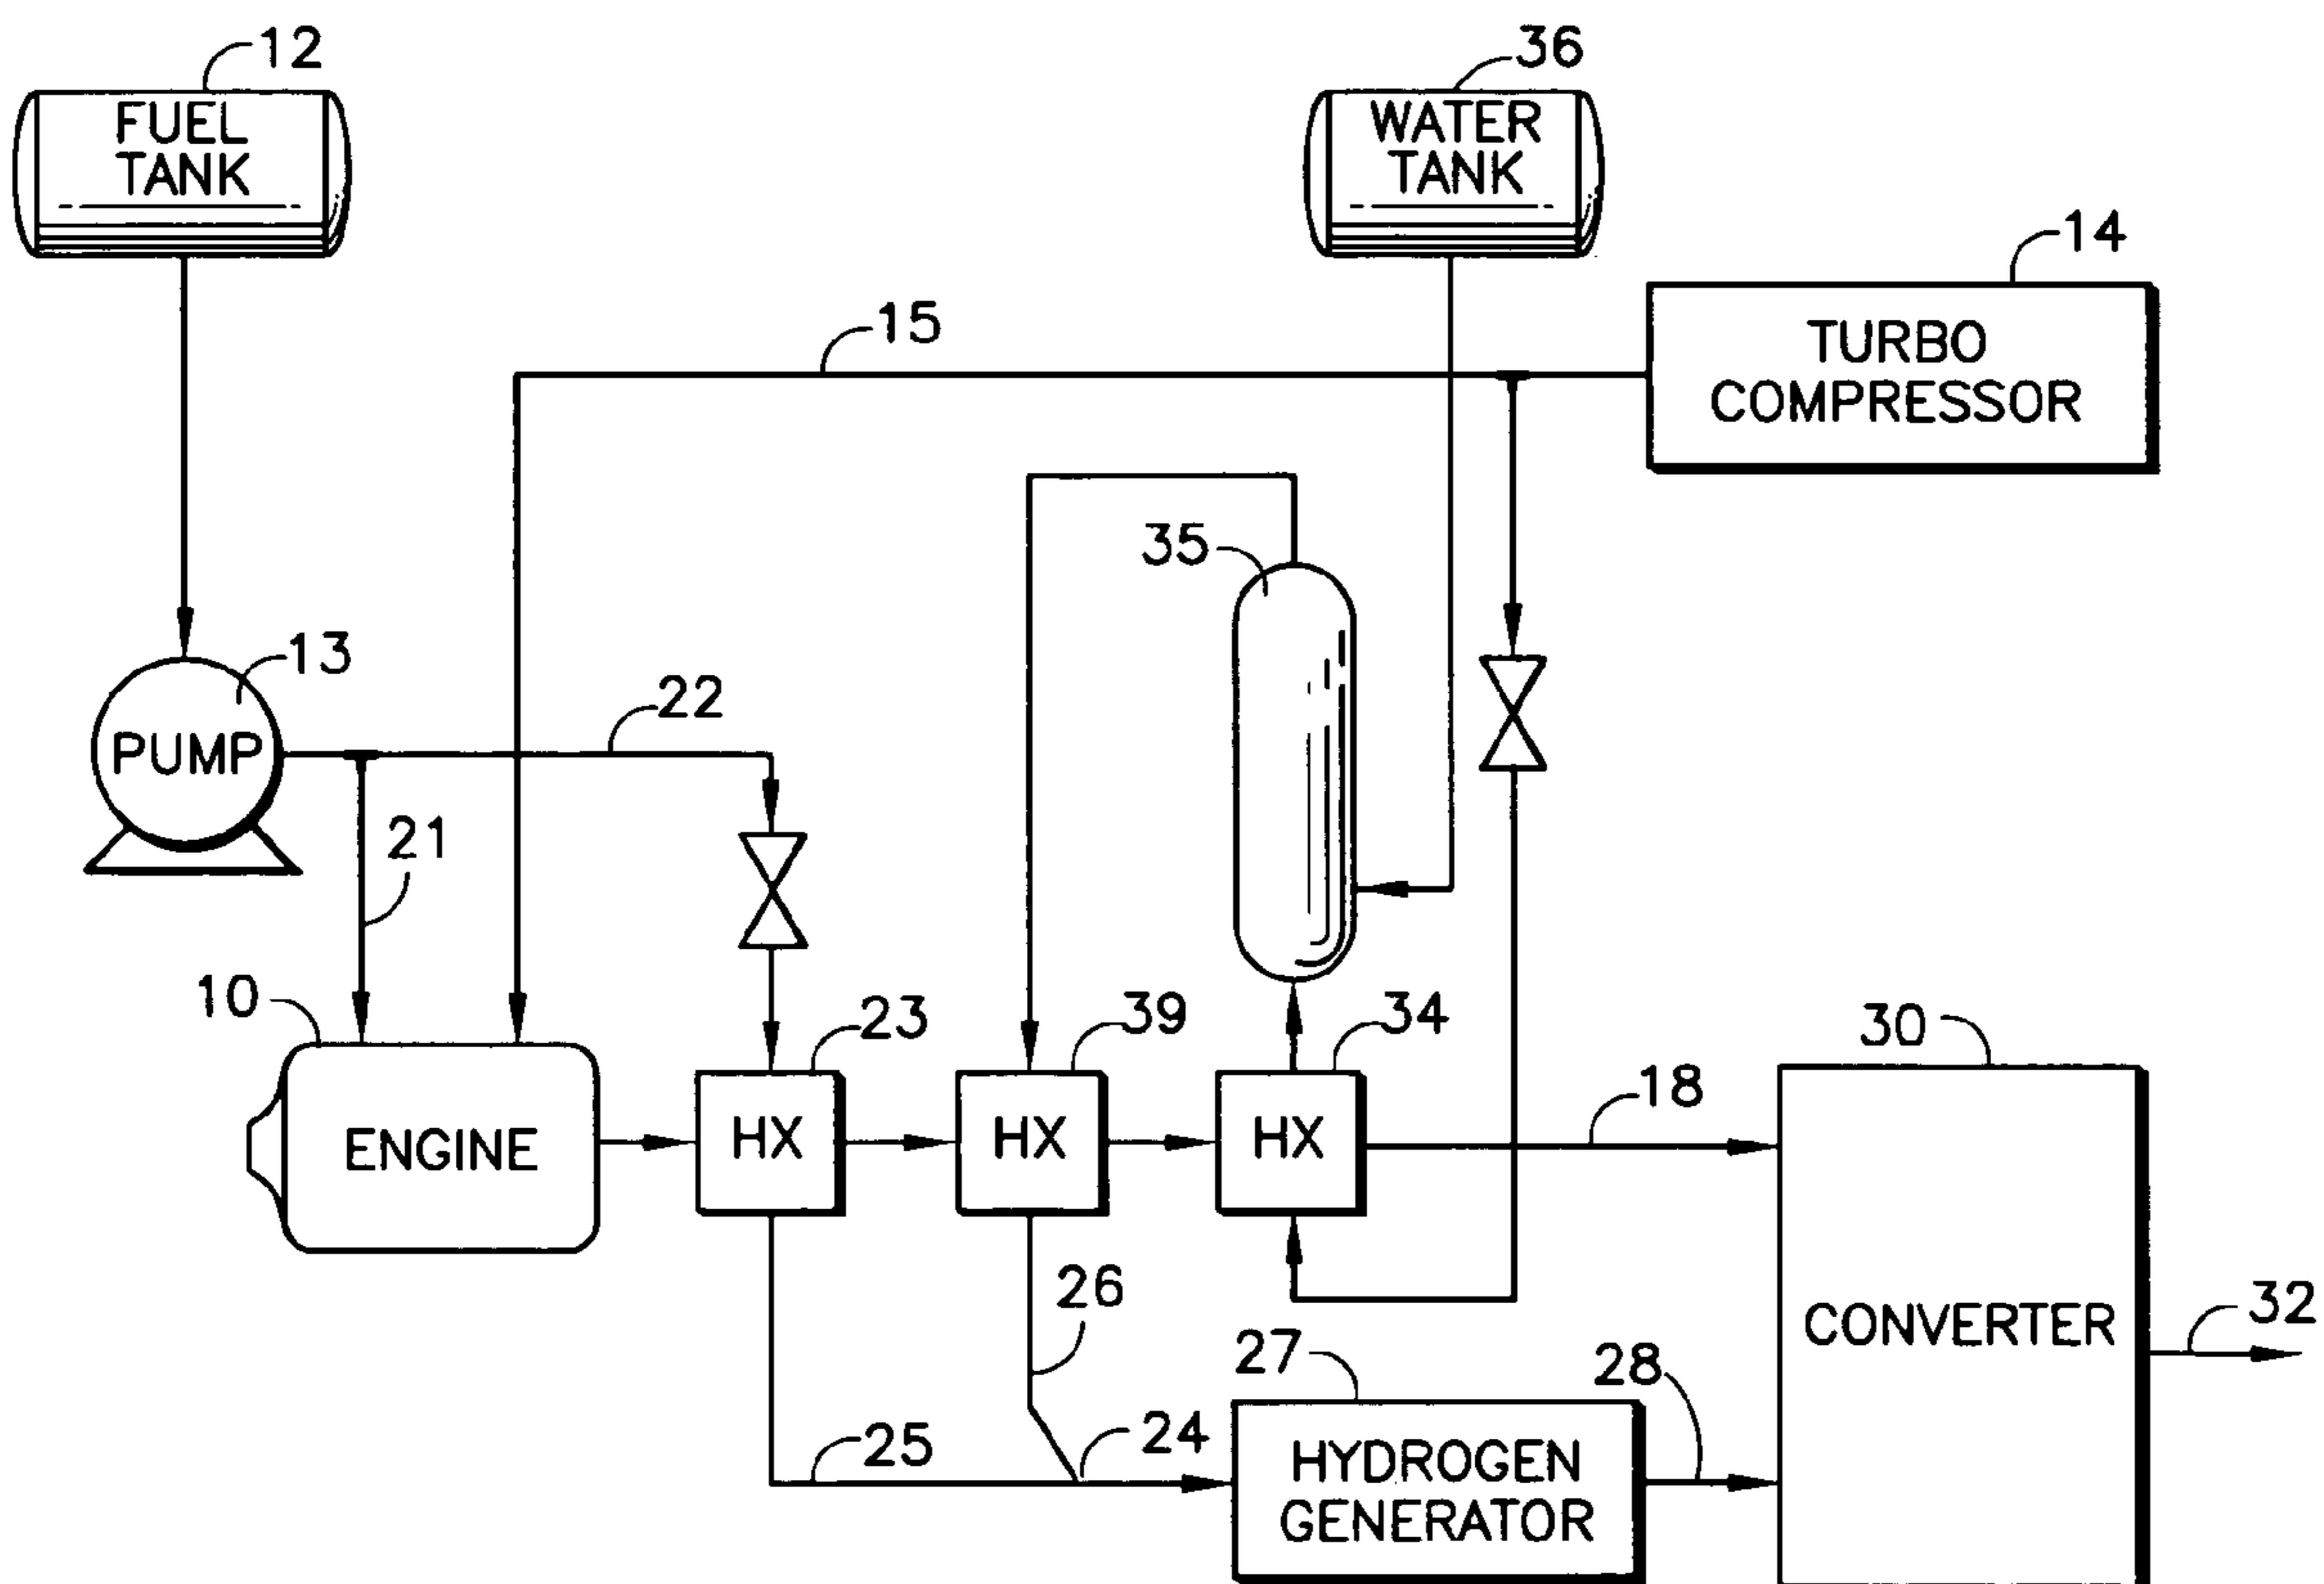 12
36
FUEL
TANK
WATER
TANK
14
15
TURBO
COMPRESSOR
35
13
22
PUMP
21
10
23
39
34
30
18
ENGINE
HX
HX
HX
26
32
CONVERTER
27
28
25
24
HYDROGEN
GENERATOR